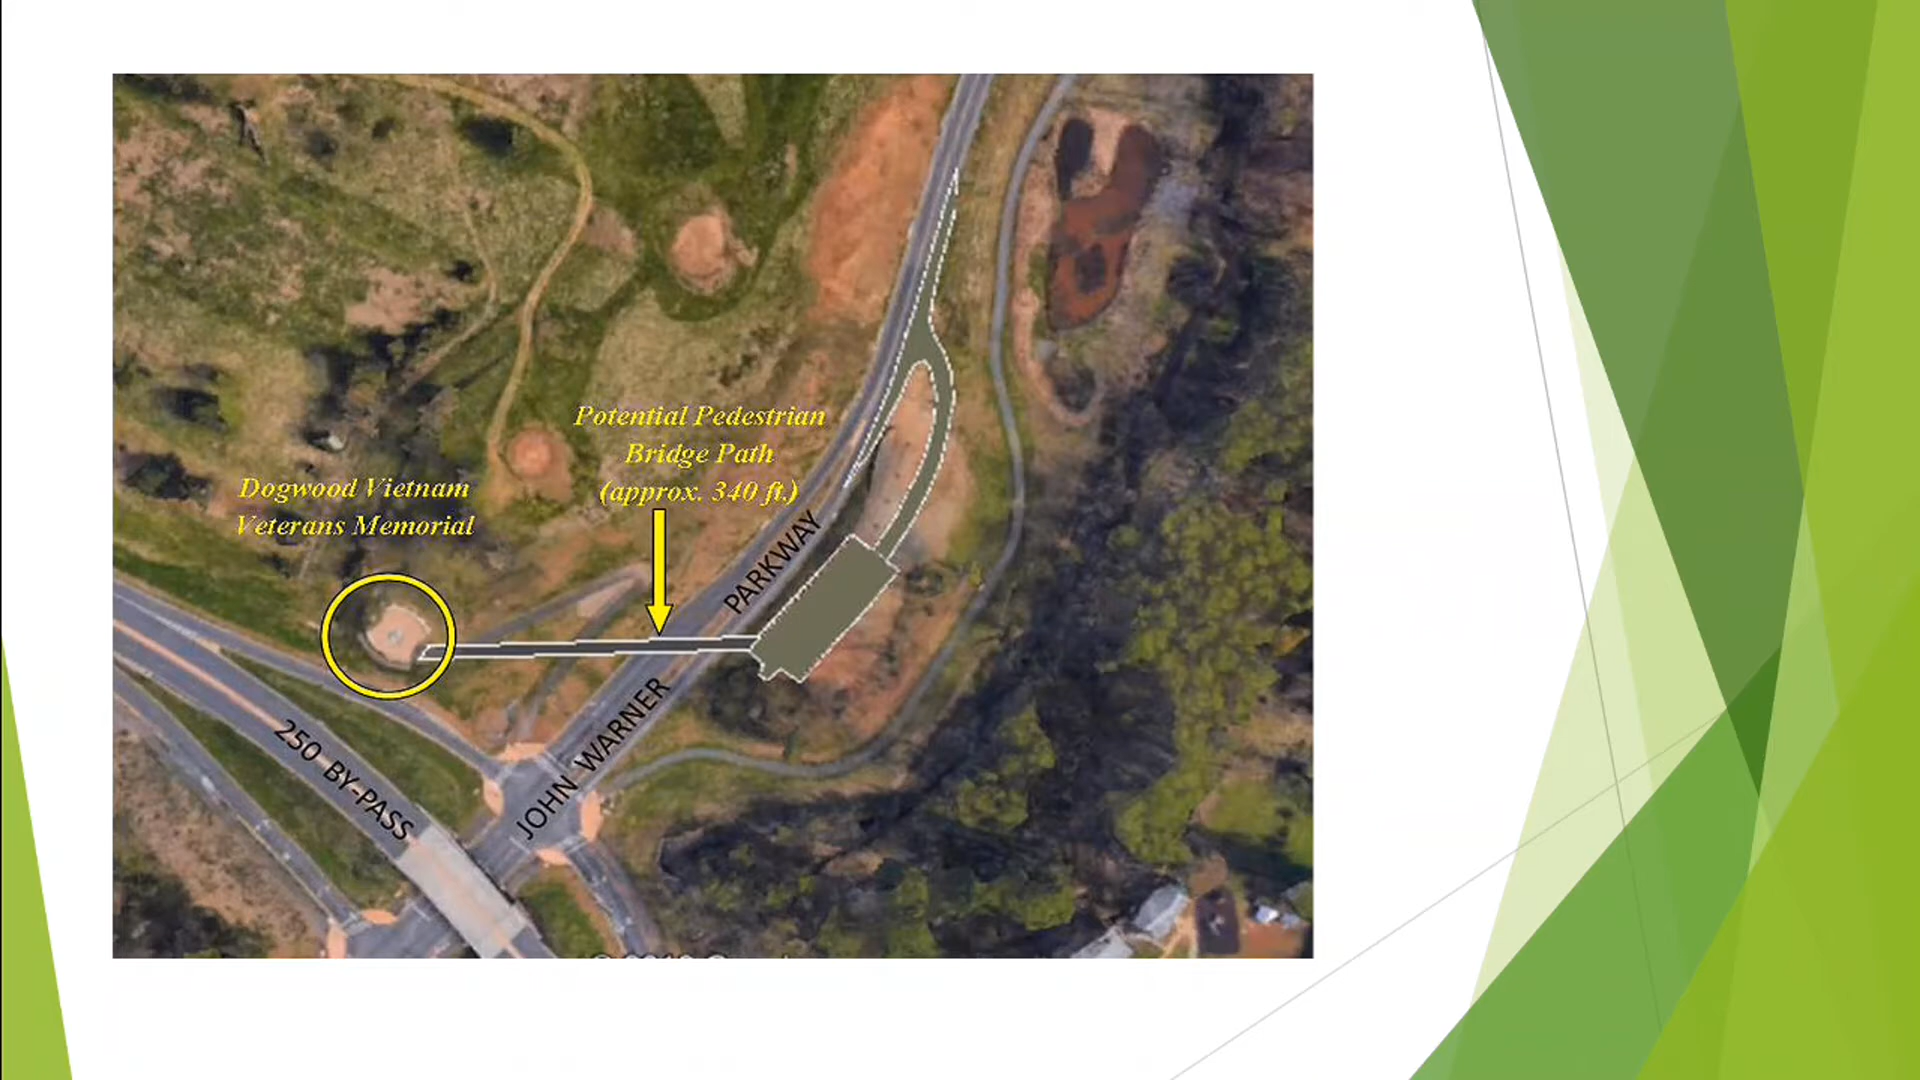 Potential Pedestrian
Bridge Path
(approx. 340 ft.)
Dogwood Vietnam
Veterans Memorial
PARKWAY
JOHN WARNER
250 BY-PASS